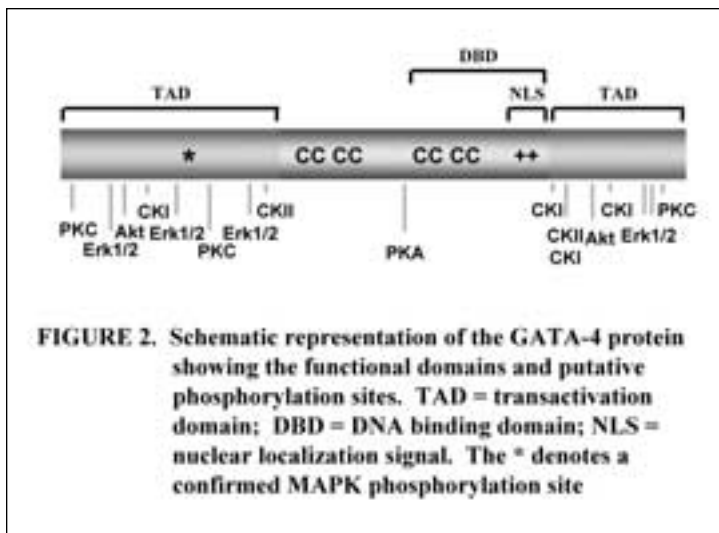 DBD
TAD NLS TAD
* CC CC CC CC ++
PKC Erk1/2 Akt CKI Erk1/2 PKC Erk1/2 CKII PKA CKI CKII CKI Akt CKI Erk1/2 PKC
FIGURE 2. Schematic representation of the GATA-4 protein
showing the functional domains and putative
phosphorylation sites. TAD = transactivation
domain; DBD = DNA binding domain; NLS =
nuclear localization signal. The * denotes a
confirmed MAPK phosphorylation site